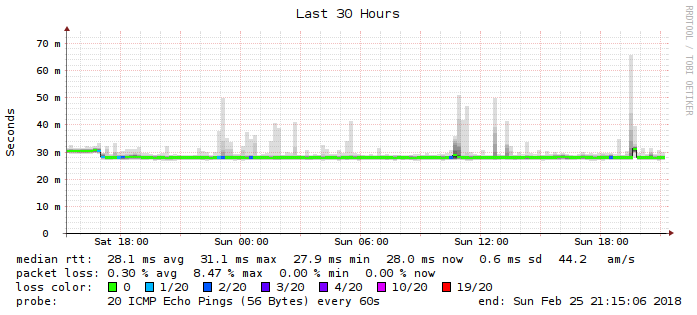 Last 30 Hours
RRDTOOL / TOBI OETIKER
Seconds
70 m
60 m
50 m
40 m
30 m
20 m
10 m
0
Sat 18:00 Sun 00:00 Sun 06:00 Sun 12:00 Sun 18:00
median rtt: 28.1 ms avg 31.1 ms max 27.9 ms min 28.0 ms now 0.6 ms sd 44.2 am/s
packet loss: 0.30 % avg 8.47 % max 0.00 % min 0.00 % now
loss color: 0 1/20 2/20 3/20 4/20 10/20 19/20
probe: 20 ICMP Echo Pings (56 Bytes) every 60s end: Sun Feb 25 21:15:06 2018